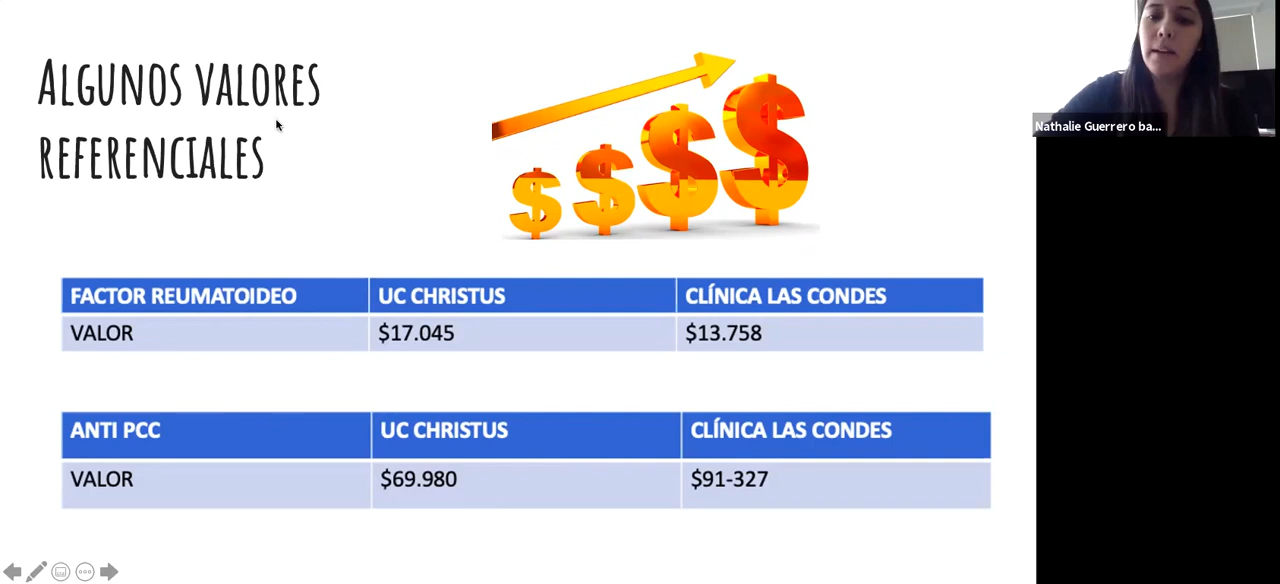 ALGUNOS VALORES
REFERENCIALES
Nathalie Guerrero ba...
FACTOR REUMATOIDEO UC CHRISTUS CLÍNICA LAS CONDES
VALOR $17.045 $13.758
ANTI PCC UC CHRISTUS CLÍNICA LAS CONDES
VALOR $69.980 $91-327